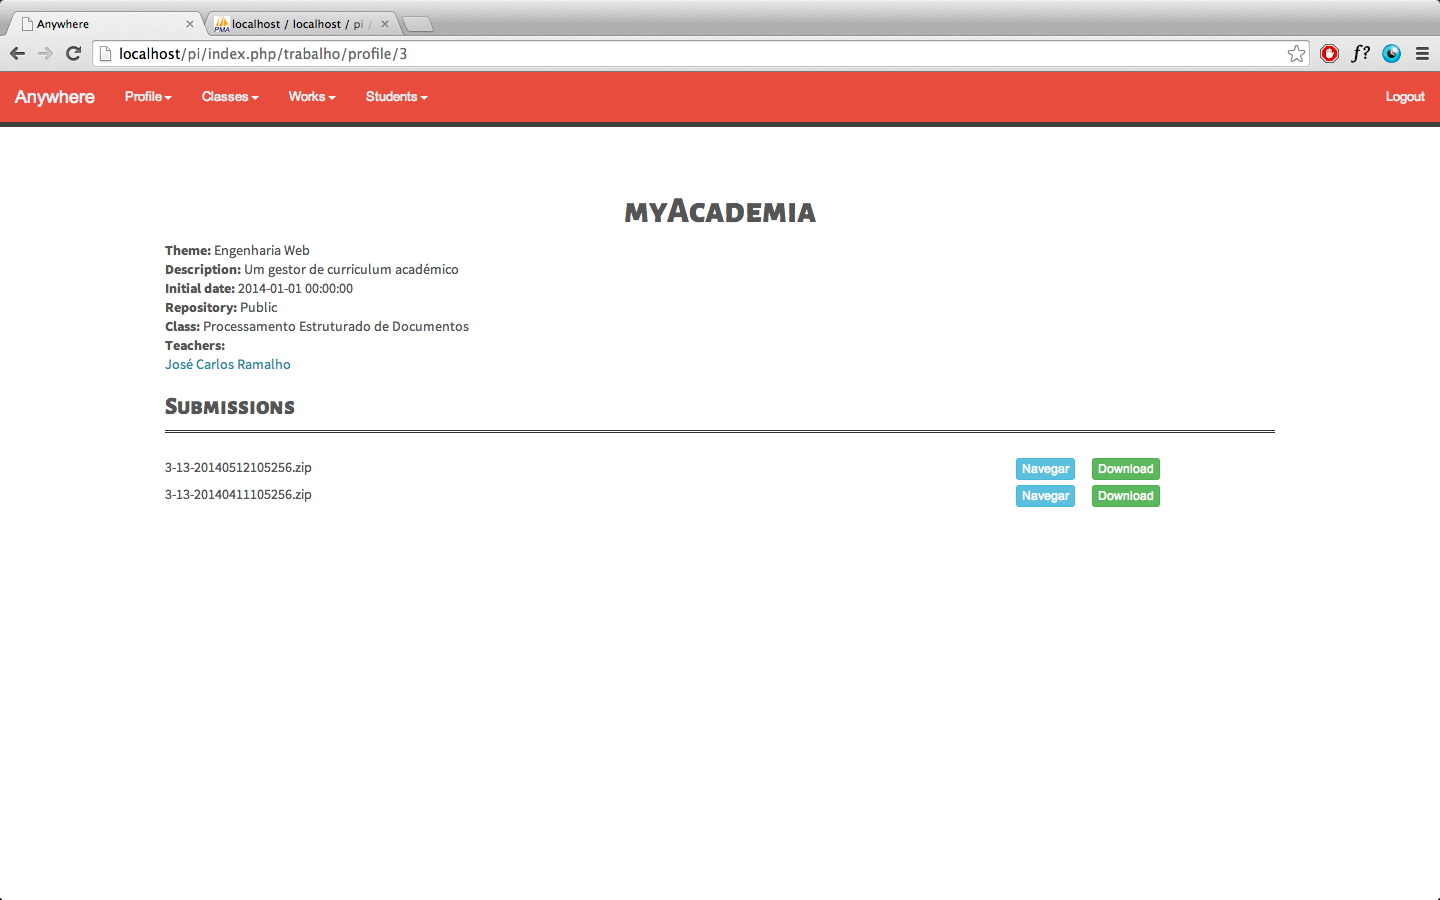 Anywhere
localhost / localhost / pi /
localhost/pi/index.php/trabalho/profile/3
f?
Anywhere Profile Classes Works Students Logout
myAcademia
Theme: Engenharia Web
Description: Um gestor de curriculum académico
Initial date: 2014-01-01 00:00:00
Repository: Public
Class: Processamento Estruturado de Documentos
Teachers:
José Carlos Ramalho
Submissions
3-13-20140512105256.zip Navegar Download
3-13-20140411105256.zip Navegar Download